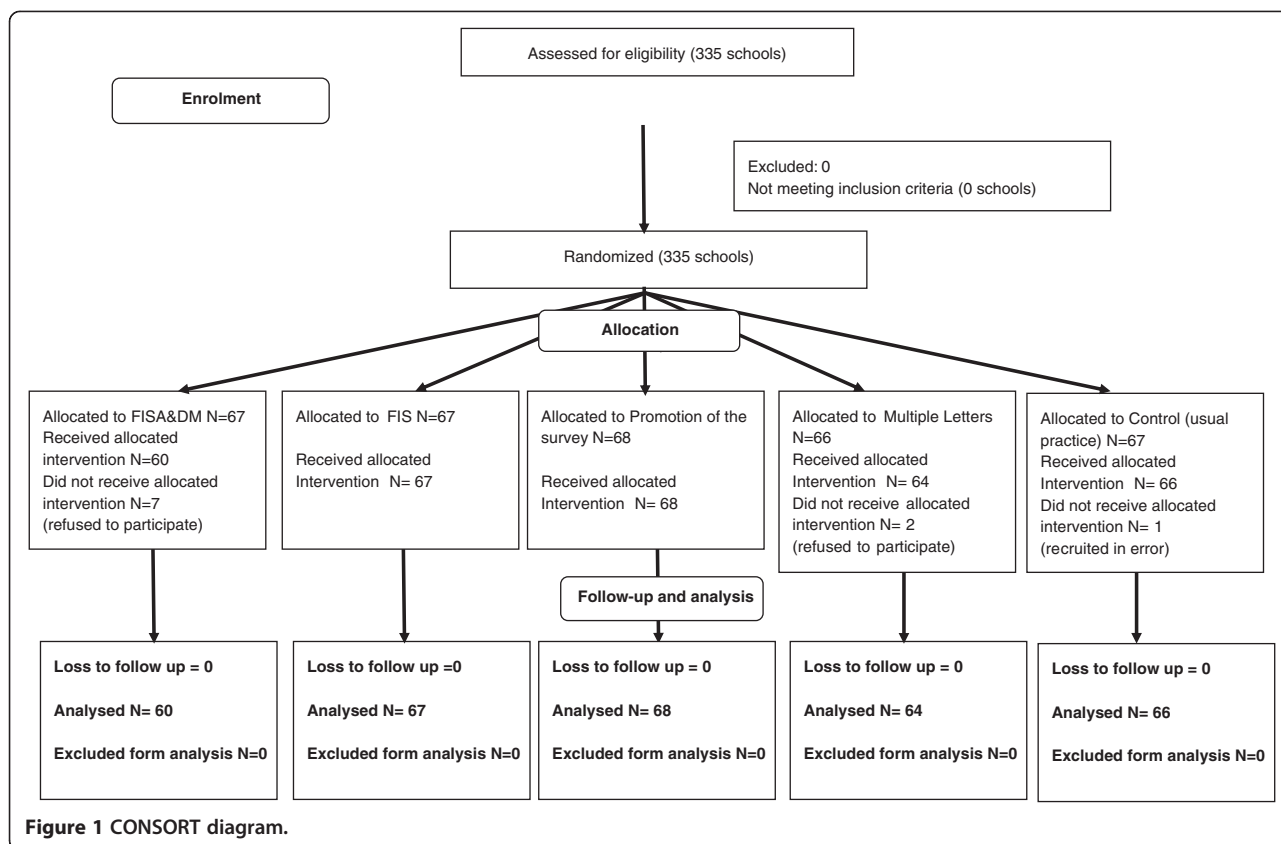 Assessed for eligibility (335 schools)
Enrolment
Excluded: 0
Not meeting inclusion criteria (0 schools)
Randomized (335 schools)
Allocation
Allocated to FISA&DM N=67
Received allocated
intervention N=60
Did not receive allocated
intervention N=7
(refused to participate)
Allocated to FIS N=67
Received allocated
Intervention N= 67
Allocated to Promotion of the
survey N=68
Received allocated
Intervention N= 68
Allocated to Multiple Letters
N=66
Received allocated
Intervention N= 64
Did not receive allocated
intervention N= 2
(refused to participate)
Allocated to Control (usual
practice) N=67
Received allocated
Intervention N= 66
Did not receive allocated
intervention N= 1
(recruited in error)
Follow-up and analysis
Loss to follow up = 0
Analysed N= 60
Excluded form analysis N=0
Loss to follow up =0
Analysed N= 67
Excluded form analysis N=0
Loss to follow up = 0
Analysed N= 68
Excluded form analysis N=0
Loss to follow up = 0
Analysed N= 64
Excluded form analysis N=0
Loss to follow up = 0
Analysed N= 66
Excluded form analysis N=0
Figure 1 CONSORT diagram.